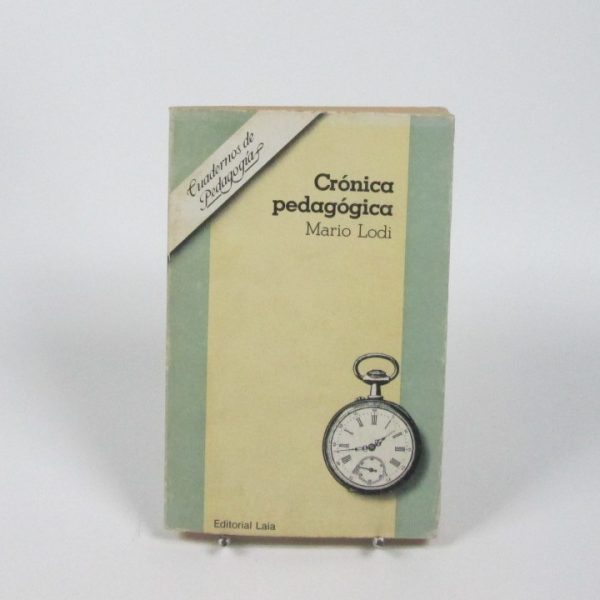 Cuadernos de
Pedagogía
Crónica
pedagógica
Mario Lodi
Editorial Laia